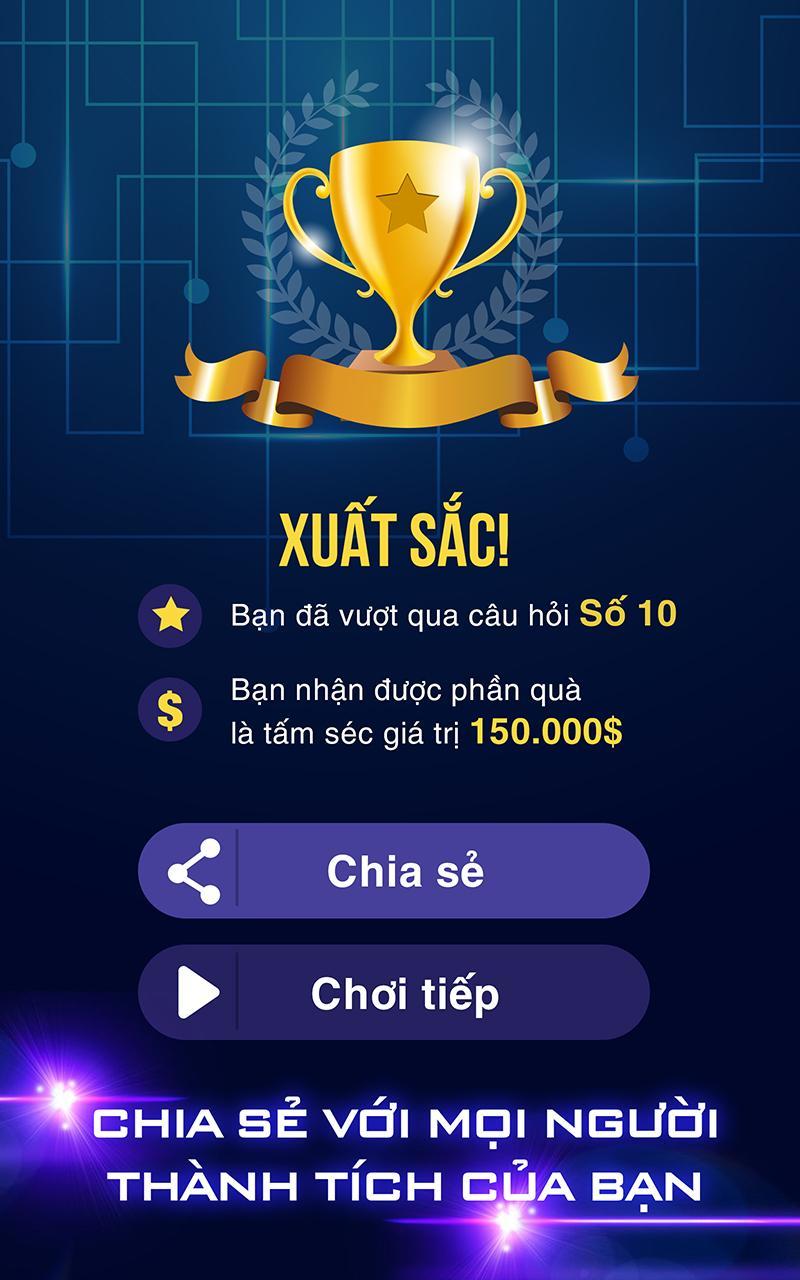 XUẤT SẮC!
Bạn đã vượt qua câu hỏi Số 10
$
Bạn nhận được phần quà
là tấm séc giá trị 150.000$
Chia sẻ
Chơi tiếp
CHIA SẺ VỚI MỌI NGƯỜI
THÀNH TÍCH CỦA BẠN